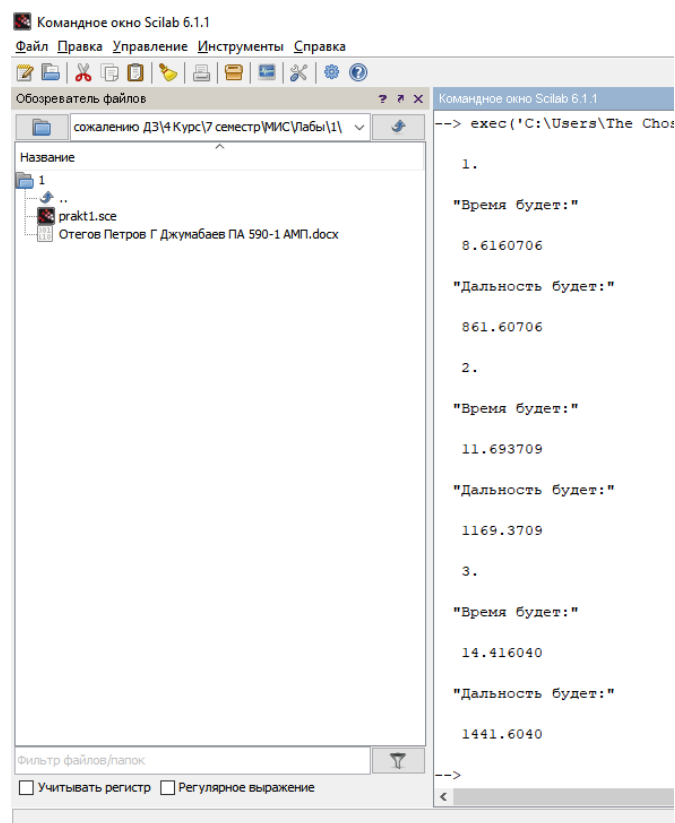 Командное окно Scilab 6.1.1
Файл Правка Управление Инструменты Справка
Обозреватель файлов
сожалению ДЗ\4 Курс\7 семестр\МИС\Лабы\1\
Название
1
..
prakt1.sce
Отегов Петров Г Джумабаев ПА 590-1 АМП.docx
Фильтр файлов/папок
Учитывать регистр Регулярное выражение
Командное окно Scilab 6.1.1
--> exec('C:\Users\The Chos
1.
"Время будет:"
8.6160706
"Дальность будет:"
861.60706
2.
"Время будет:"
11.693709
"Дальность будет:"
1169.3709
3.
"Время будет:"
14.416040
"Дальность будет:"
1441.6040
-->